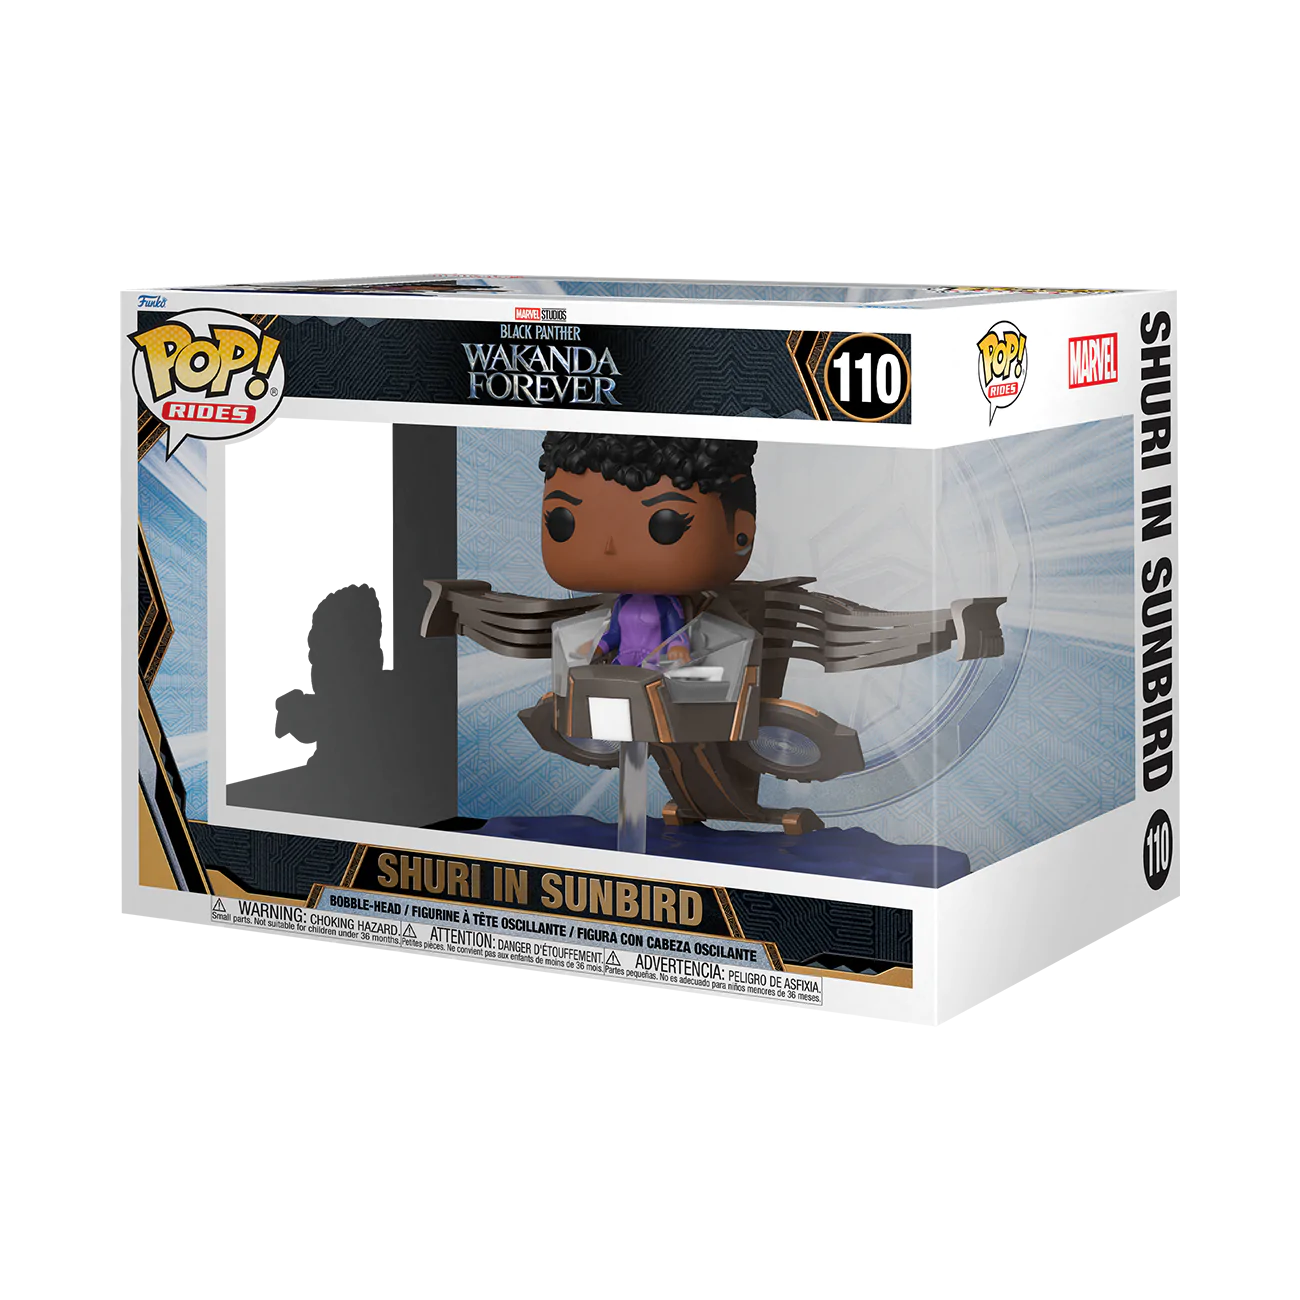 Funko
POP!®
RIDES
MARVEL STUDIOS
BLACK PANTHER
WAKANDA
FOREVER
110
POP!
RIDES
MARVEL
SHURI IN SUNBIRD
110
SHURI IN SUNBIRD
BOBBLE-HEAD / FIGURINE À TÊTE OSCILLANTE / FIGURA CON CABEZA OSCILANTE
WARNING: CHOKING HAZARD.
Small parts. Not suitable for children under 36 months.
ATTENTION: DANGER D'ÉTOUFFEMENT.
Petites pièces. Ne convient pas aux enfants de moins de 36 mois.
ADVERTENCIA: PELIGRO DE ASFIXIA.
Partes pequeñas. No es adecuado para niños menores de 36 meses.